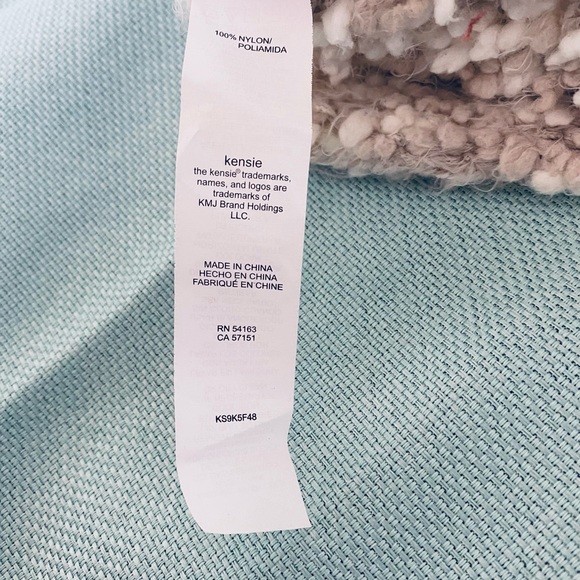 100% NYLON/
POLIAMIDA
kensie
the kensie® trademarks,
names, and logos are
trademarks of
KMJ Brand Holdings
LLC.
MADE IN CHINA
HECHO EN CHINA
FABRIQUÉ EN CHINE
RN 54163
CA 57151
KS9K5F48